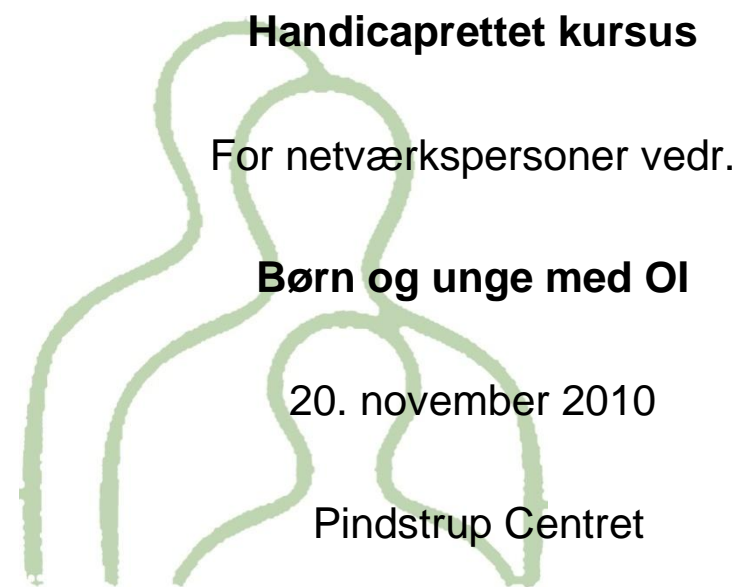 Handicaprettet kursus
For netværkspersoner vedr.
Børn og unge med OI
20. november 2010
Pindstrup Centret